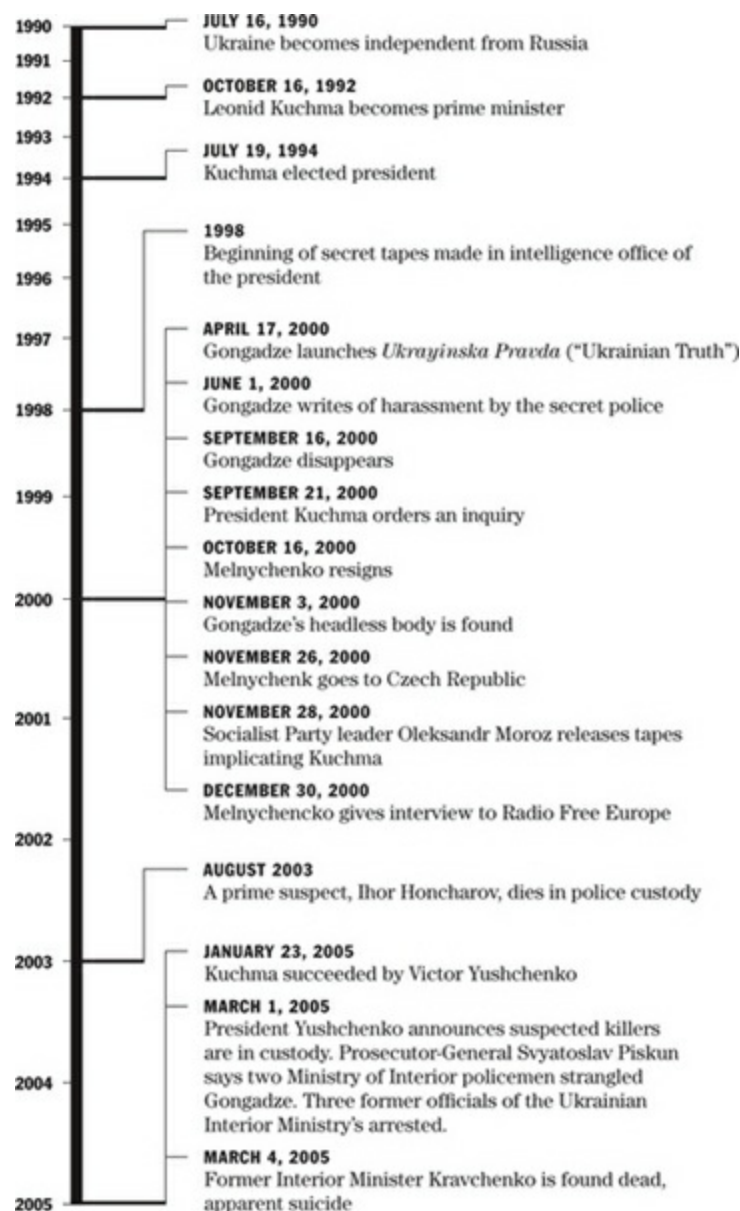 1990
1991
1992
1993
1994
1995
1996
1997
1998
1999
2000
2001
2002
2003
2004
2005
JULY 16, 1990
Ukraine becomes independent from Russia
OCTOBER 16, 1992
Leonid Kuchma becomes prime minister
JULY 19, 1994
Kuchma elected president
1998
Beginning of secret tapes made in intelligence office of
the president
APRIL 17, 2000
Gongadze launches Ukrayinska Pravda (“Ukrainian Truth”)
JUNE 1, 2000
Gongadze writes of harassment by the secret police
SEPTEMBER 16, 2000
Gongadze disappears
SEPTEMBER 21, 2000
President Kuchma orders an inquiry
OCTOBER 16, 2000
Melnychenko resigns
NOVEMBER 3, 2000
Gongadze’s headless body is found
NOVEMBER 26, 2000
Melnychenk goes to Czech Republic
NOVEMBER 28, 2000
Socialist Party leader Oleksandr Moroz releases tapes
implicating Kuchma
DECEMBER 30, 2000
Melnychencko gives interview to Radio Free Europe
AUGUST 2003
A prime suspect, Ihor Honcharov, dies in police custody
JANUARY 23, 2005
Kuchma succeeded by Victor Yushchenko
MARCH 1, 2005
President Yushchenko announces suspected killers
are in custody. Prosecutor-General Svyatoslav Piskun
says two Ministry of Interior policemen strangled
Gongadze. Three former officials of the Ukrainian
Interior Ministry’s arrested.
MARCH 4, 2005
Former Interior Minister Kravchenko is found dead,
apparent suicide